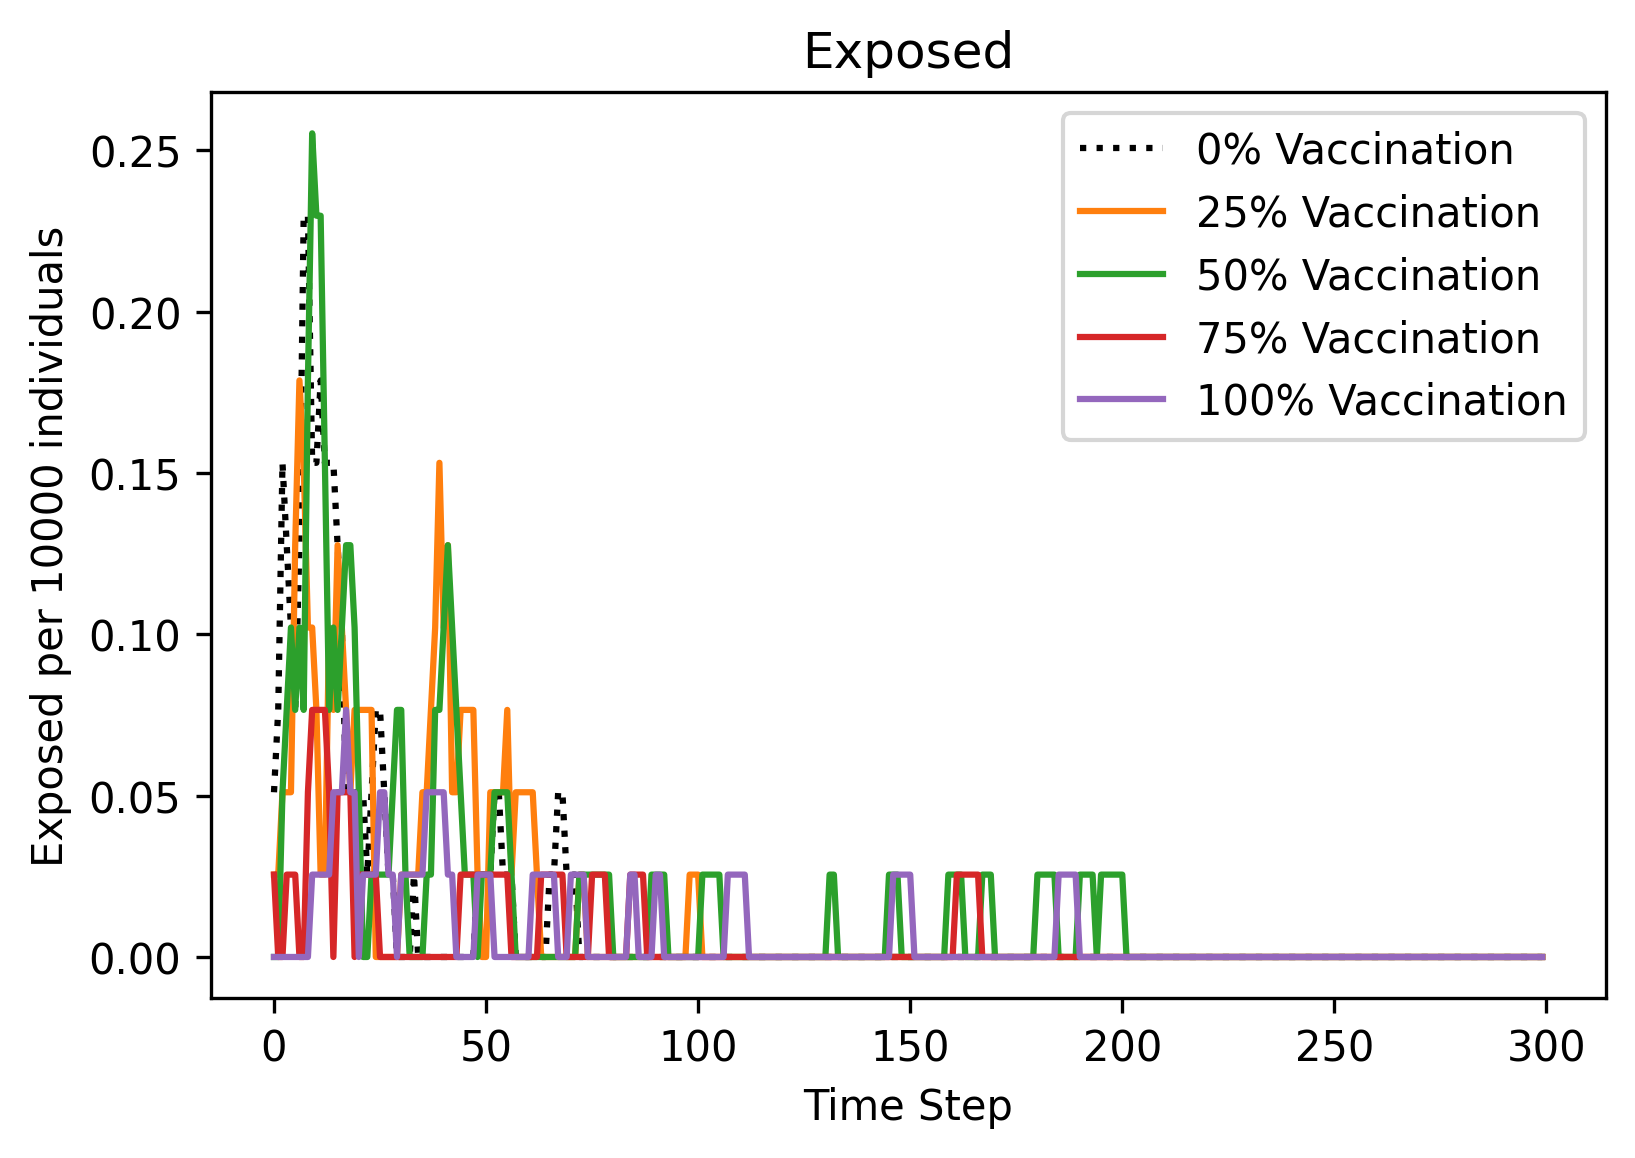 Exposed
0% Vaccination
25% Vaccination
50% Vaccination
75% Vaccination
100% Vaccination
Exposed per 10000 individuals
0.25
0.20
0.15
0.10
0.05
0.00
0 50 100 150 200 250 300
Time Step